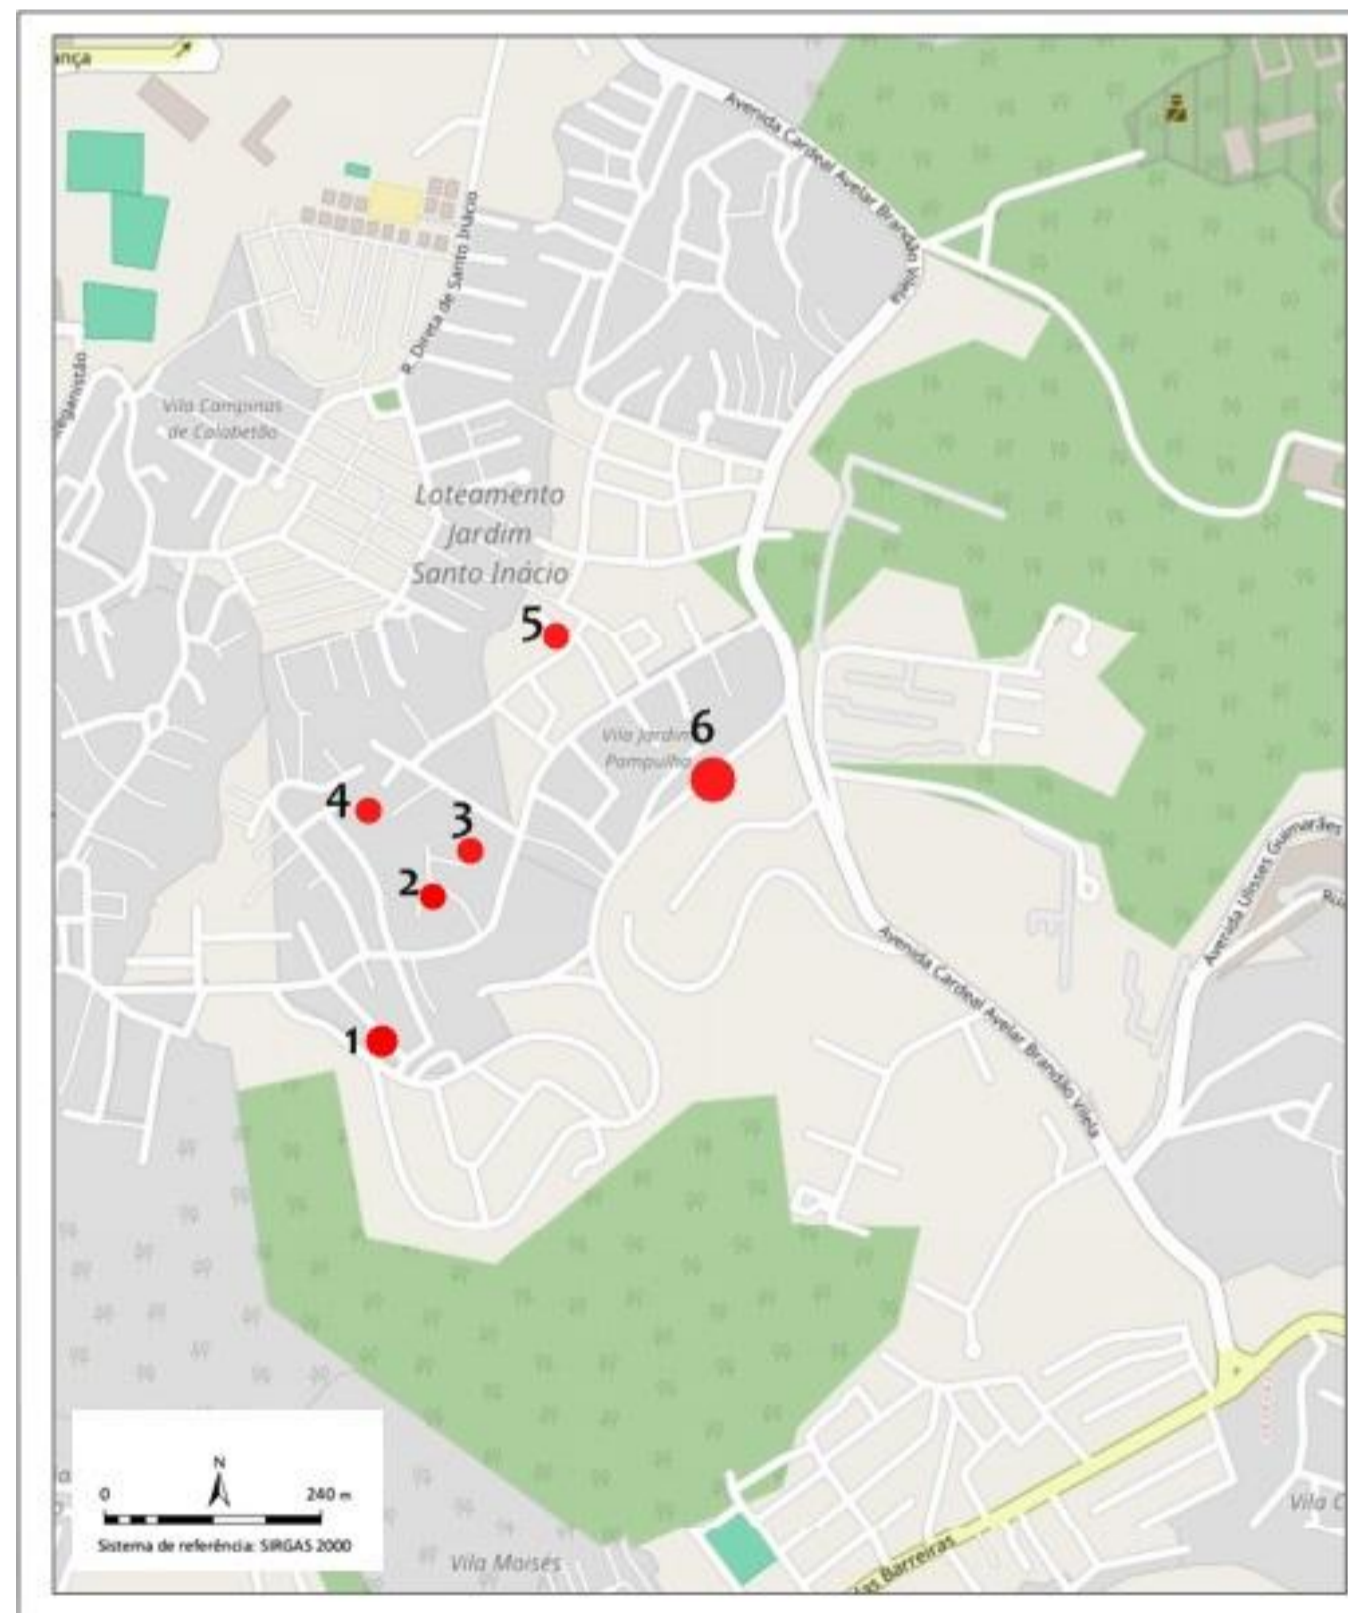 ança
Avenida Cardeal Avelar Brandão Vilela
R. Direta de Santo Inácio
Vila Campinas
de Calabetão
Loteamento
Jardim
Santo Inácio
5
6
Vila Jardim
Pampulha
4
3
2
1
Avenida Ulisses Guimarães
Avenida Cardeal Avelar Brandão Vilela
N
0
240 m
Sistema de referência: SIRGAS 2000
Vila Moisés
las Barreiras
Vila C